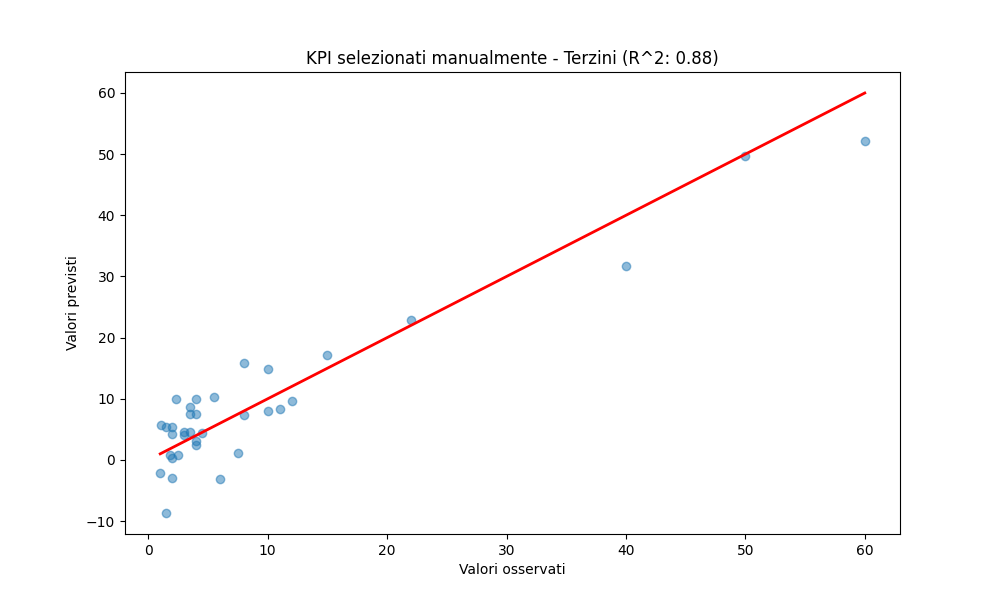 KPI selezionati manualmente - Terzini (R^2: 0.88)
60
50
40
30
20
10
0
−10
Valori previsti
0 10 20 30 40 50 60
Valori osservati